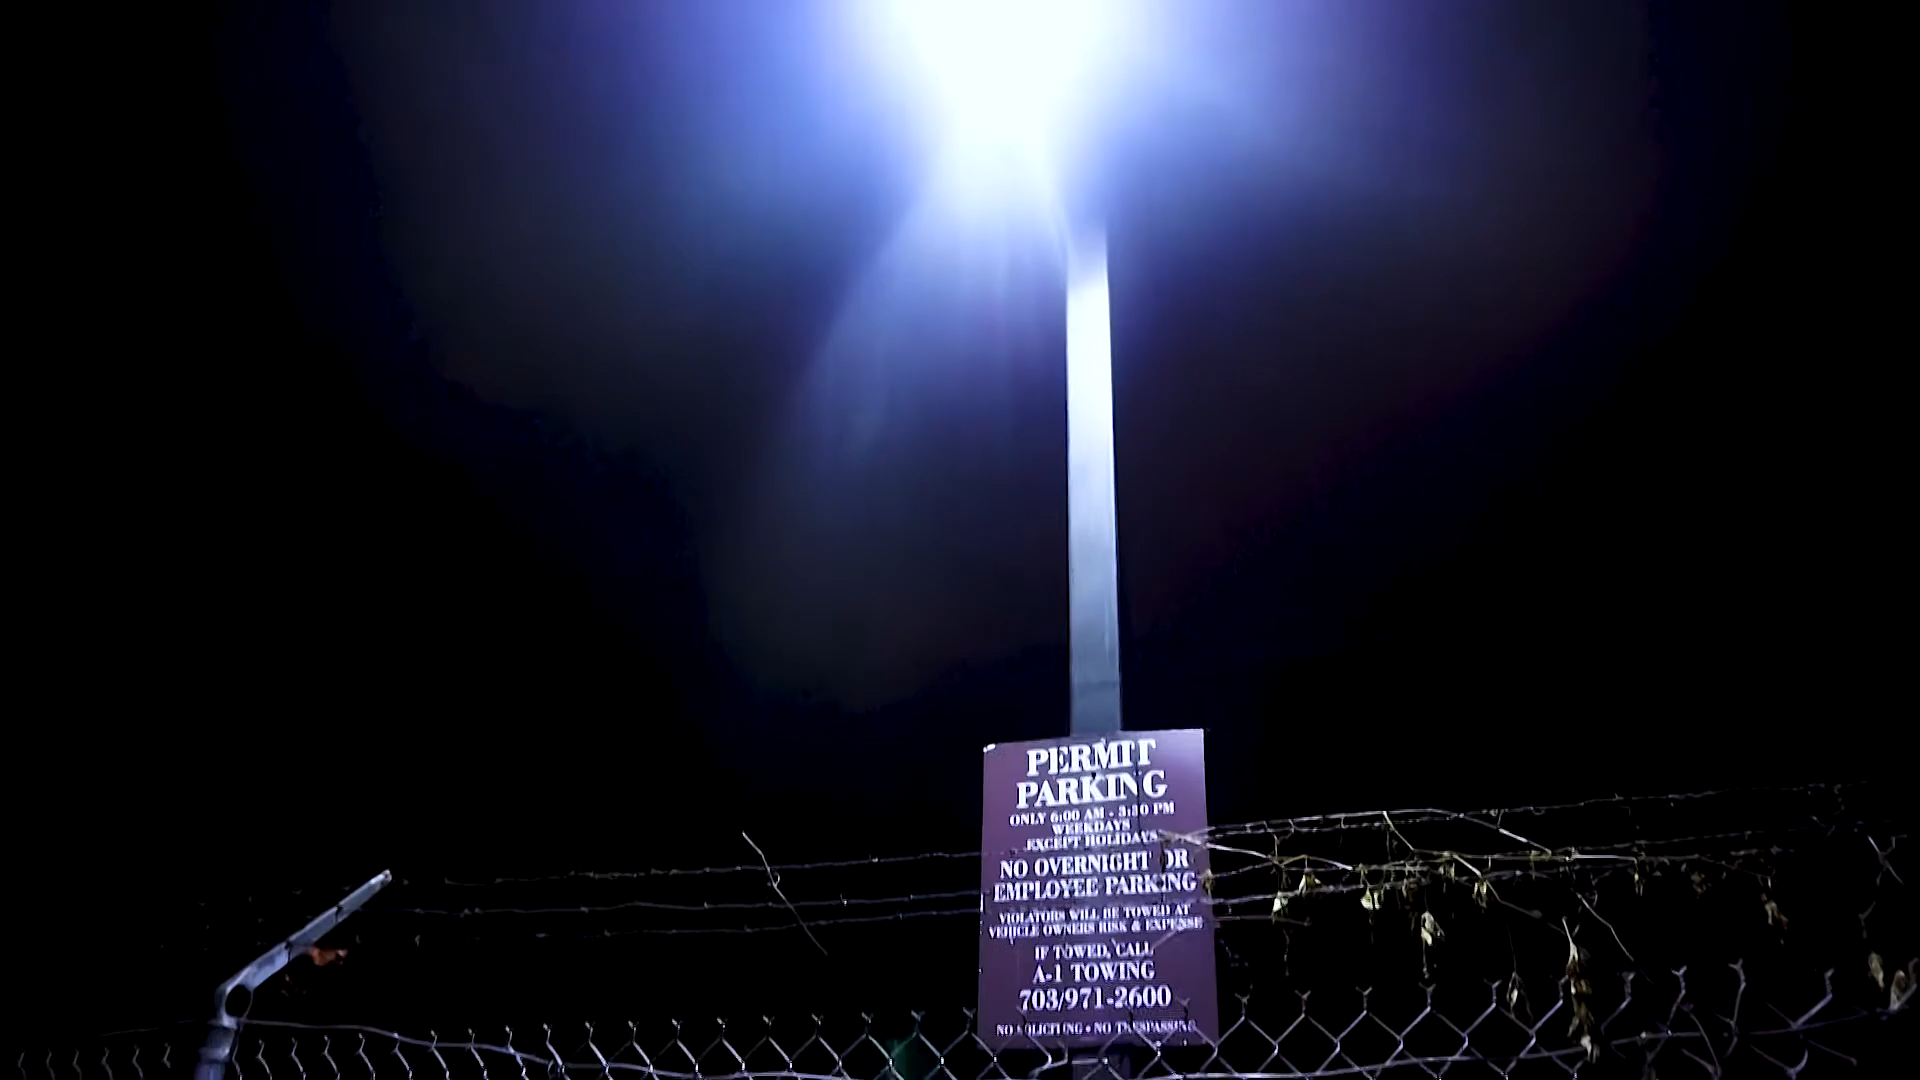 PERMIT
PARKING
ONLY 6:00 AM - 3:30 PM
WEEKDAYS
EXCEPT HOLIDAYS
NO OVERNIGHT OR
EMPLOYEE PARKING
VIOLATORS WILL BE TOWED AT
VEHICLE OWNERS RISK & EXPENSE
IF TOWED, CALL
A-1 TOWING
703/971-2600
NO SOLICITING • NO TRESPASSING